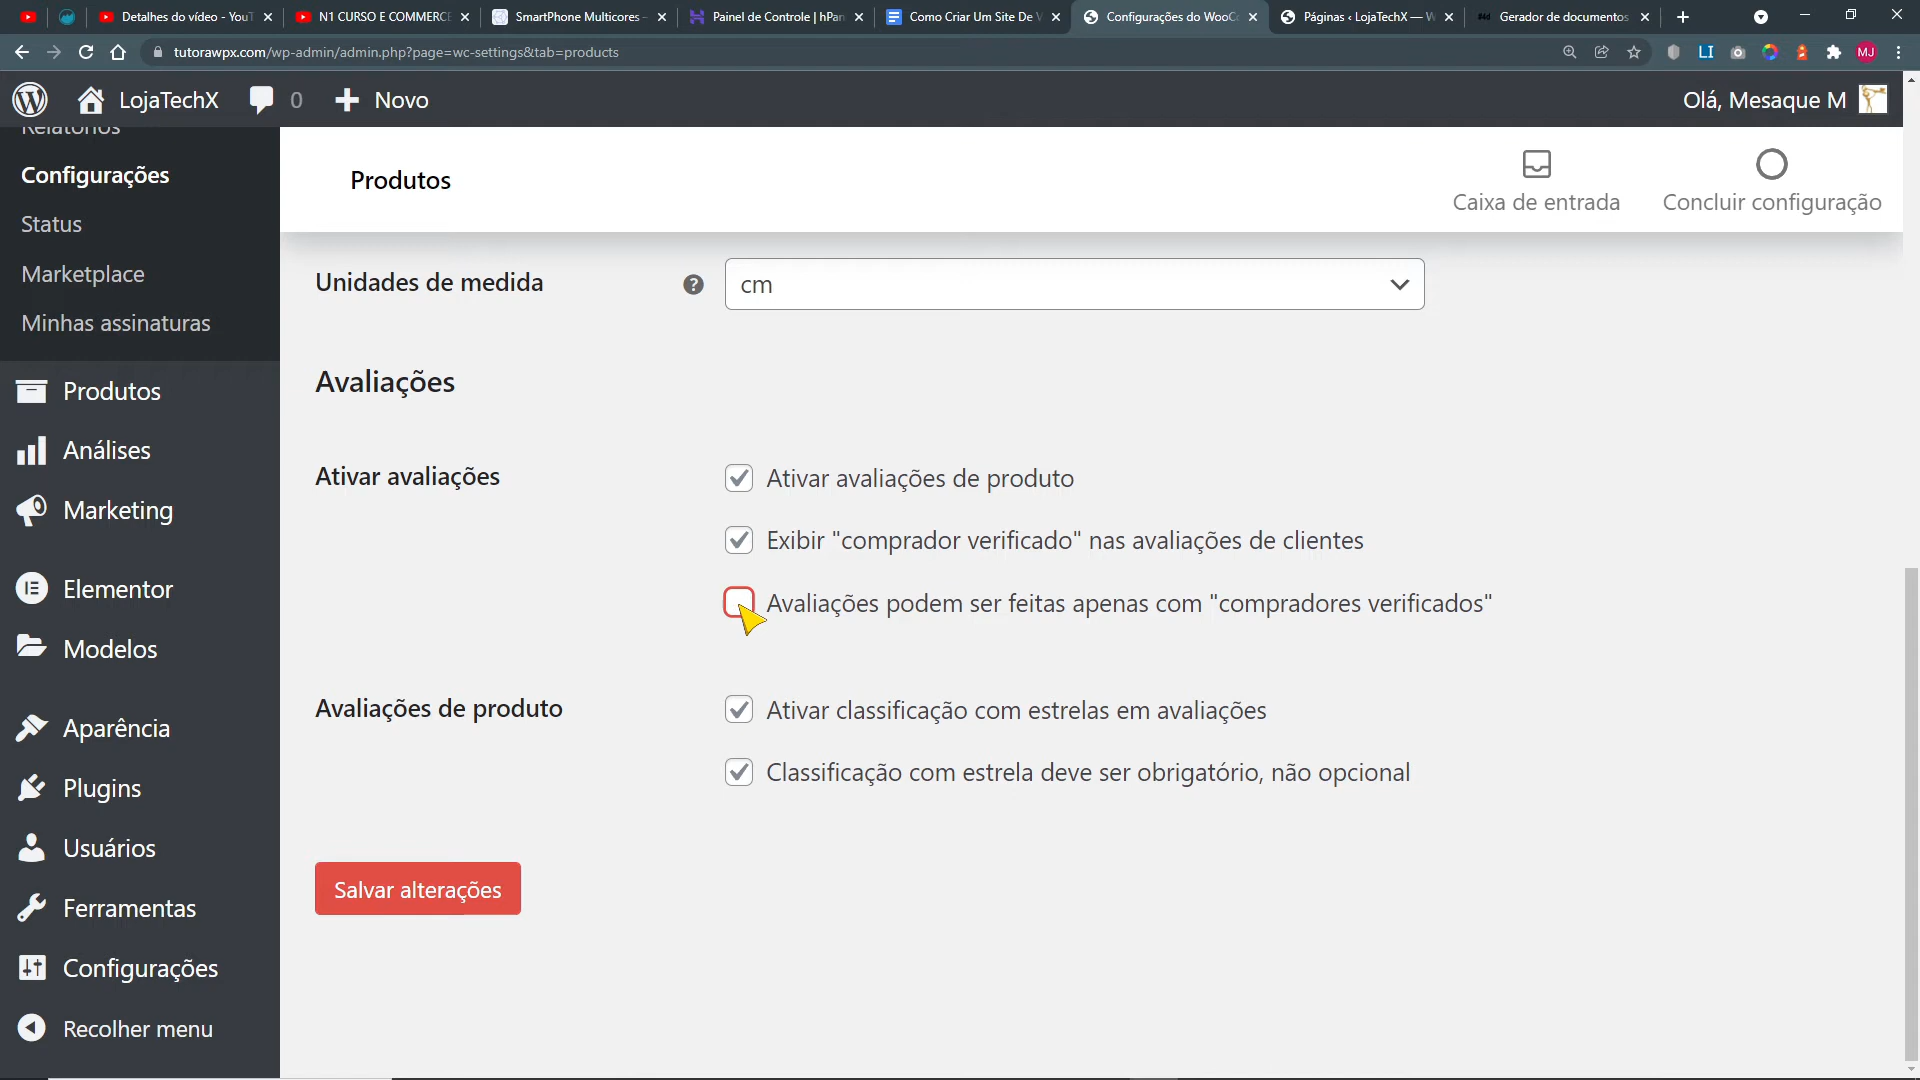 Detalhes do vídeo - YouT
N1 CURSO E COMMERCE
SmartPhone Multicores -
Painel de Controle | hPan
Como Criar Um Site De V
Configurações do WooCo
Páginas ‹ LojaTechX — W
Gerador de documentos
tutorawpx.com/wp-admin/admin.php?page=wc-settings&tab=products
LI
MJ
LojaTechX
0
Novo
Olá, Mesaque M
Relatórios
Configurações
Status
Marketplace
Minhas assinaturas
Produtos
Análises
Marketing
Elementor
Modelos
Aparência
Plugins
Usuários
Ferramentas
Configurações
Recolher menu
Produtos
Caixa de entrada
Concluir configuração
Unidades de medida
?
cm
Avaliações
Ativar avaliações
Ativar avaliações de produto
Exibir "comprador verificado" nas avaliações de clientes
Avaliações podem ser feitas apenas com "compradores verificados"
Avaliações de produto
Ativar classificação com estrelas em avaliações
Classificação com estrela deve ser obrigatório, não opcional
Salvar alterações